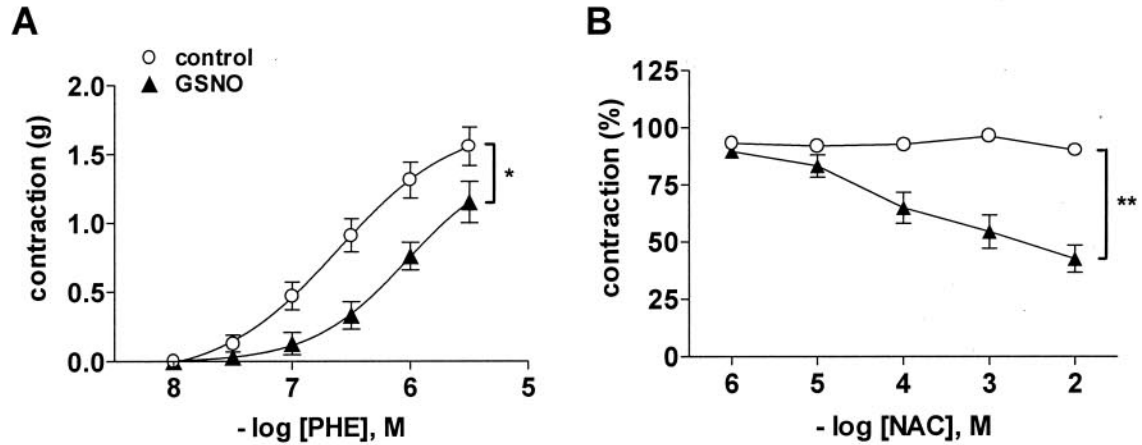 A
control
GSNO
2.0
1.5
1.0
0.5
0.0
contraction (g)
*
8 7 6 5
- log [PHE], M
B
125
100
75
50
25
0
contraction (%)
**
6 5 4 3 2
- log [NAC], M